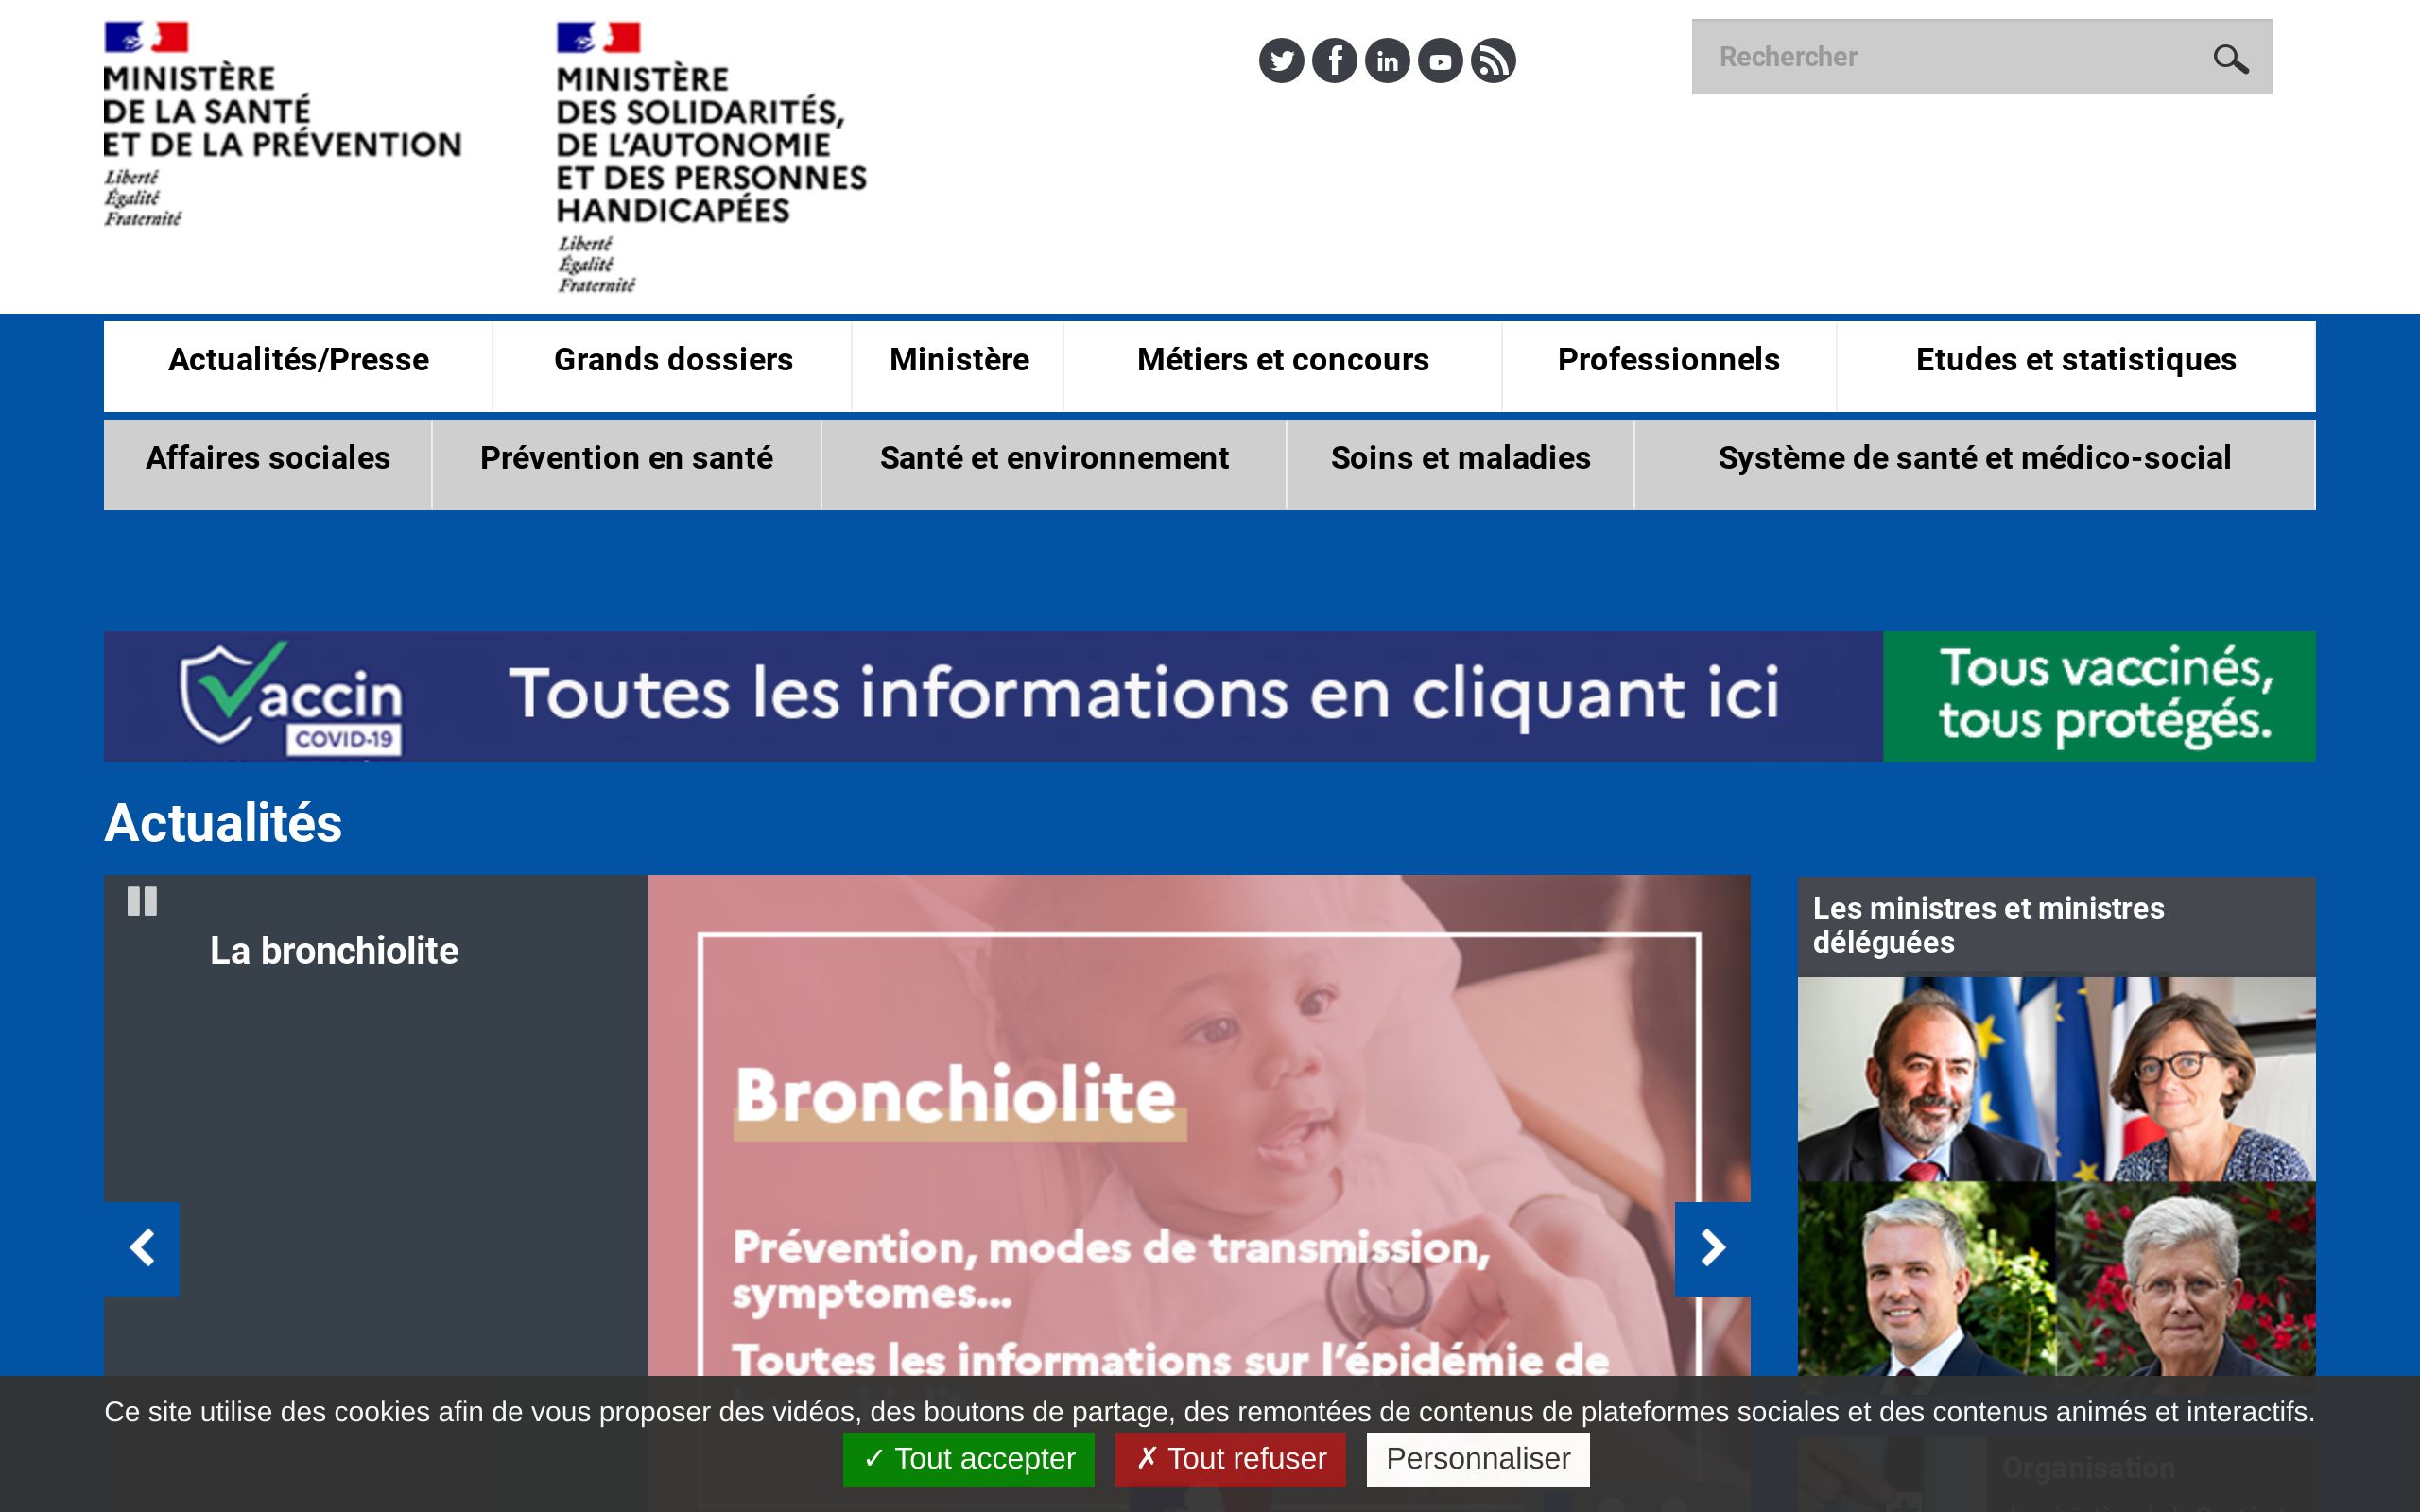 MINISTÈRE
DE LA SANTÉ
ET DE LA PRÉVENTION
Liberté
Égalité
Fraternité
MINISTÈRE
DES SOLIDARITÉS,
DE L'AUTONOMIE
ET DES PERSONNES
HANDICAPÉES
Liberté
Égalité
Fraternité
Rechercher
Actualités/Presse
Grands dossiers
Ministère
Métiers et concours
Professionnels
Etudes et statistiques
Affaires sociales
Prévention en santé
Santé et environnement
Soins et maladies
Système de santé et médico-social
Vaccin
COVID-19
Toutes les informations en cliquant ici
Tous vaccinés,
tous protégés.
Actualités
La bronchiolite
Bronchiolite
Prévention, modes de transmission,
symptomes...
Toutes les informations sur l'épidémie de
Les ministres et ministres
déléguées
Ce site utilise des cookies afin de vous proposer des vidéos, des boutons de partage, des remontées de contenus de plateformes sociales et des contenus animés et interactifs.
✓ Tout accepter
✗ Tout refuser
Personnaliser
Organisation